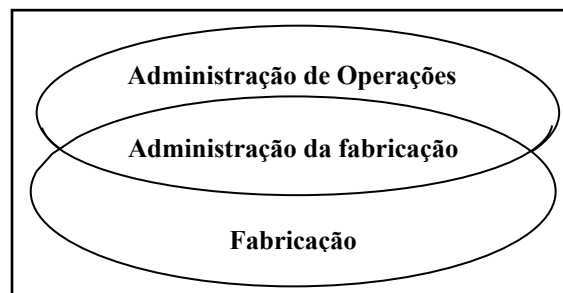 Administração de Operações
Administração da fabricação
Fabricação